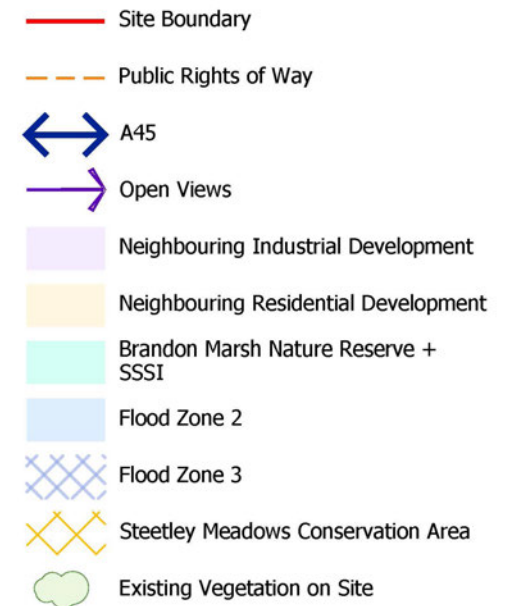 Site Boundary
Public Rights of Way
A45
Open Views
Neighbouring Industrial Development
Neighbouring Residential Development
Brandon Marsh Nature Reserve +
SSSI
Flood Zone 2
Flood Zone 3
Steetley Meadows Conservation Area
Existing Vegetation on Site